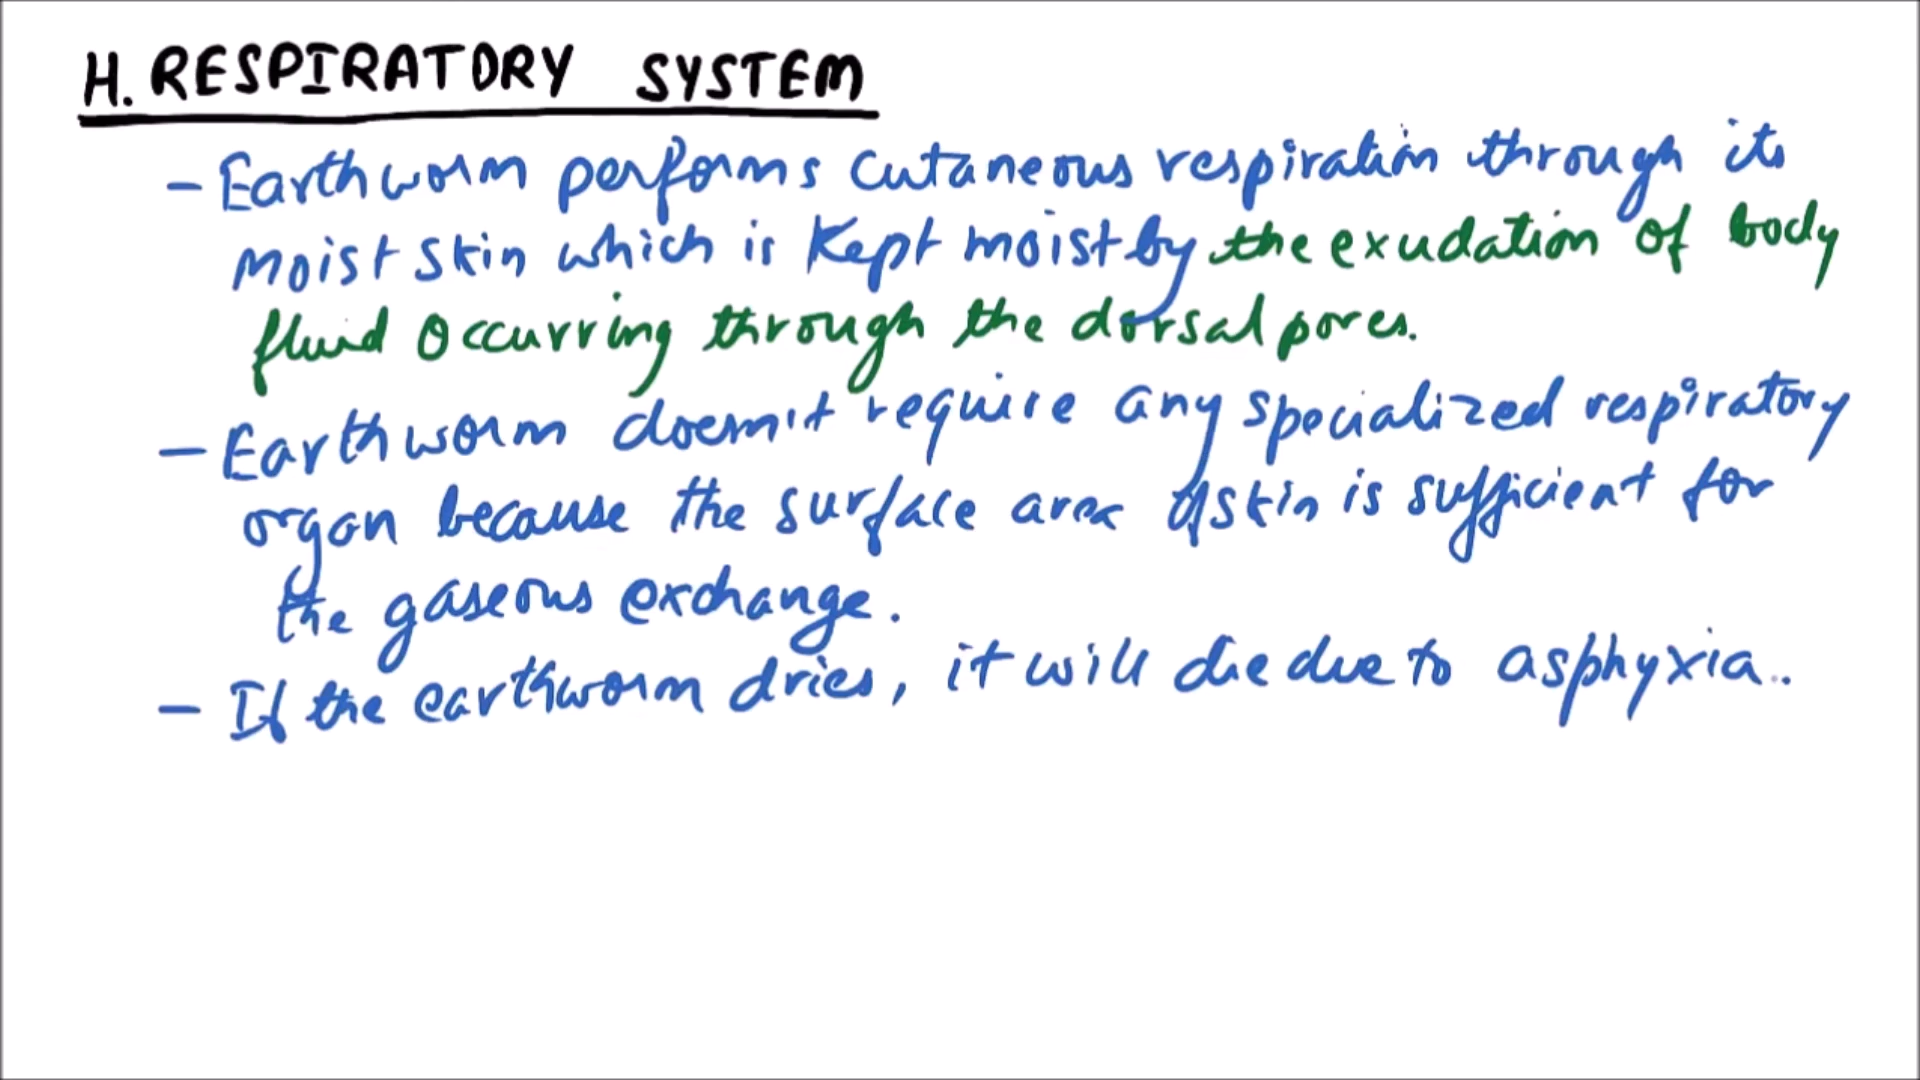 H. RESPIRATORY SYSTEM
- Earthworm performs cutaneous respiration through its
moist skin which is kept moist by the exudation of body
fluid occurring through the dorsal pores.
- Earthworm doesn't require any specialized respiratory
organ because the surface area of skin is sufficient for
the gaseous exchange.
- If the earthworm dries, it will die due to asphyxia.